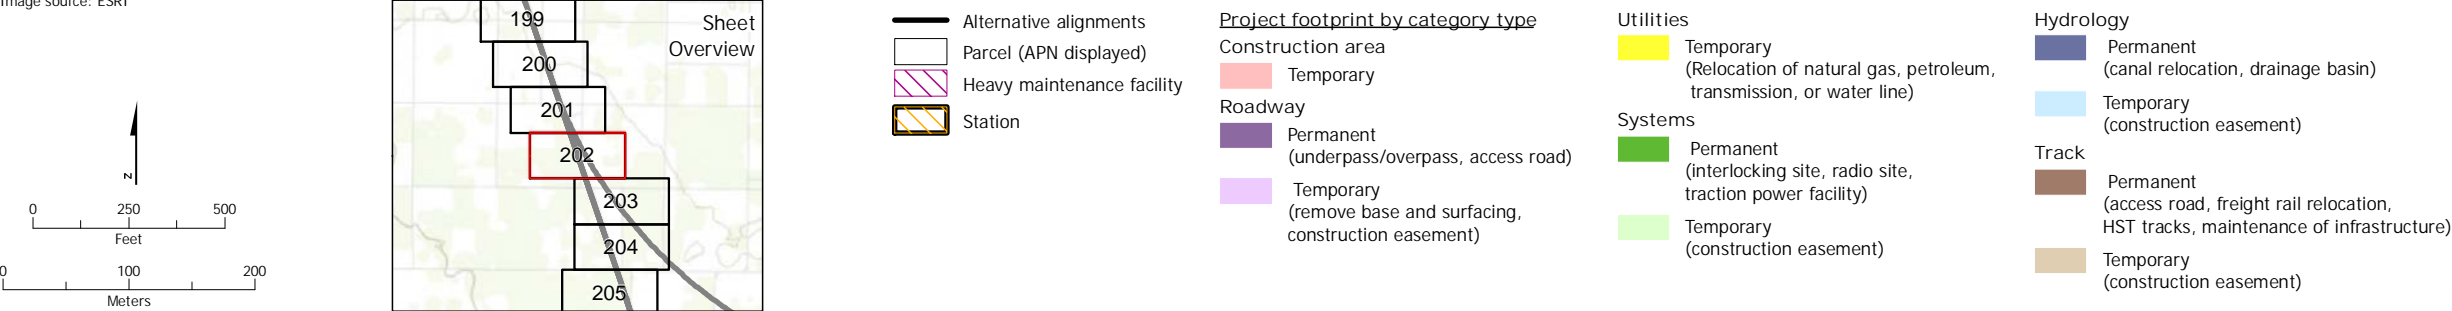 Image source: ESRI
N
0 250 500
Feet
0 100 200
Meters
Sheet
Overview
199
200
201
202
203
204
205
Alternative alignments
Parcel (APN displayed)
Heavy maintenance facility
Station
Project footprint by category type
Construction area
Temporary
Roadway
Permanent
(underpass/overpass, access road)
Temporary
(remove base and surfacing,
construction easement)
Utilities
Temporary
(Relocation of natural gas, petroleum,
transmission, or water line)
Systems
Permanent
(interlocking site, radio site,
traction power facility)
Temporary
(construction easement)
Hydrology
Permanent
(canal relocation, drainage basin)
Temporary
(construction easement)
Track
Permanent
(access road, freight rail relocation,
HST tracks, maintenance of infrastructure)
Temporary
(construction easement)